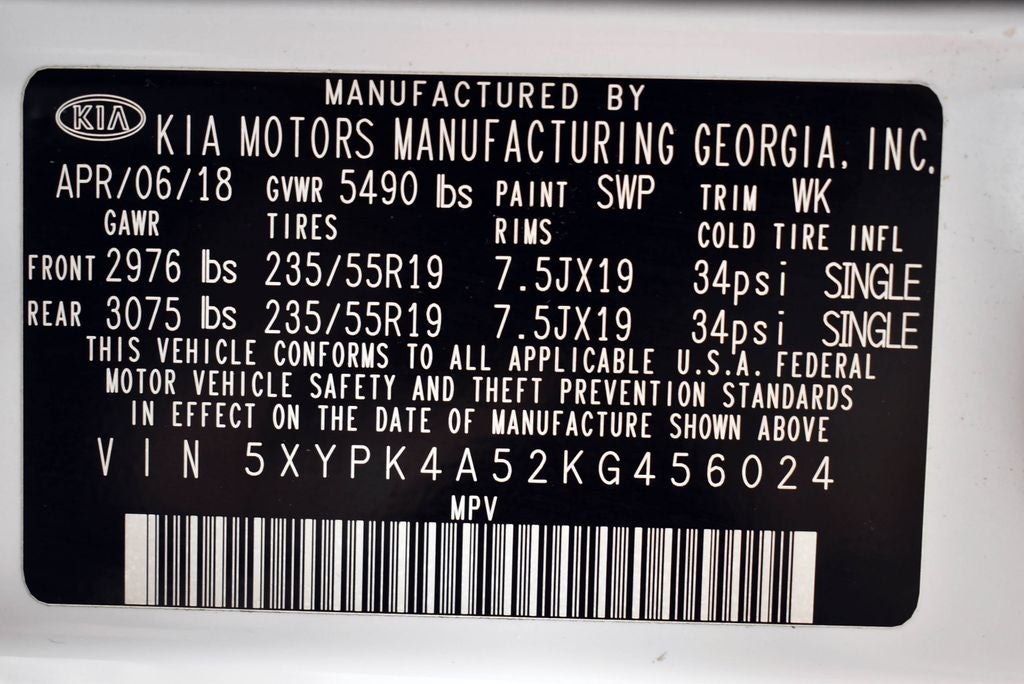 MANUFACTURED BY
KIA KIA MOTORS MANUFACTURING GEORGIA, INC.
APR/06/18 GVWR 5490 lbs PAINT SWP TRIM WK
GAWR TIRES RIMS COLD TIRE INFL
FRONT 2976 lbs 235/55R19 7.5JX19 34psi SINGLE
REAR 3075 lbs 235/55R19 7.5JX19 34psi SINGLE
THIS VEHICLE CONFORMS TO ALL APPLICABLE U.S.A. FEDERAL
MOTOR VEHICLE SAFETY AND THEFT PREVENTION STANDARDS
IN EFFECT ON THE DATE OF MANUFACTURE SHOWN ABOVE
VIN 5XYPK4A52KG456024
MPV